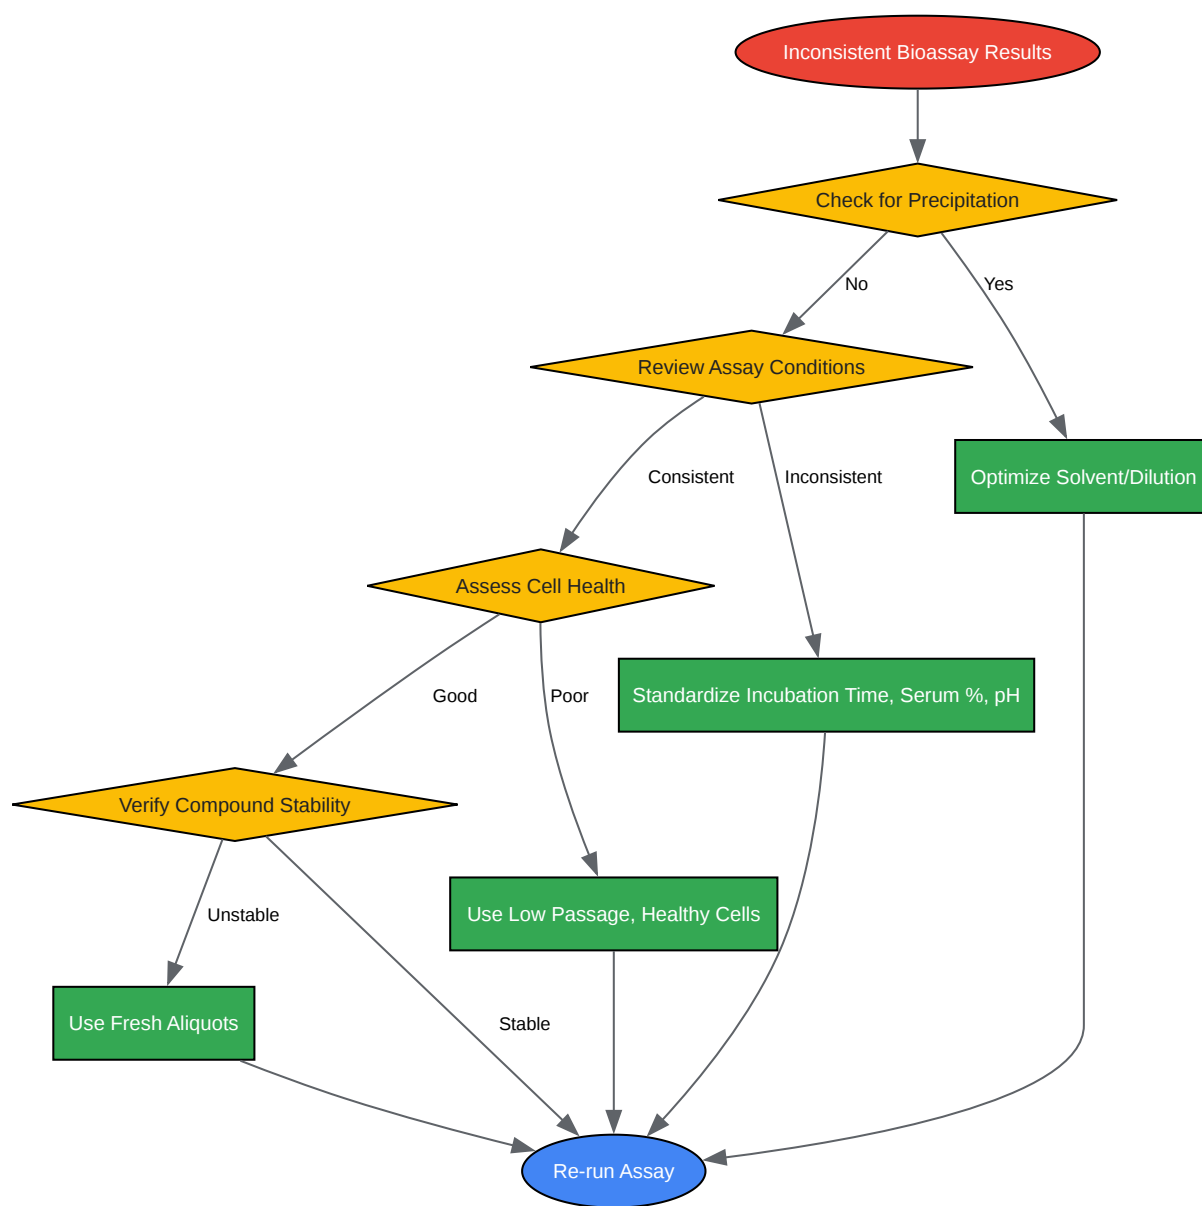 Inconsistent Bioassay Results
Check for Precipitation
No
Yes
Review Assay Conditions
Consistent
Inconsistent
Optimize Solvent/Dilution
Assess Cell Health
Good
Poor
Standardize Incubation Time, Serum %, pH
Verify Compound Stability
Unstable
Use Low Passage, Healthy Cells
Use Fresh Aliquots
Stable
Re-run Assay